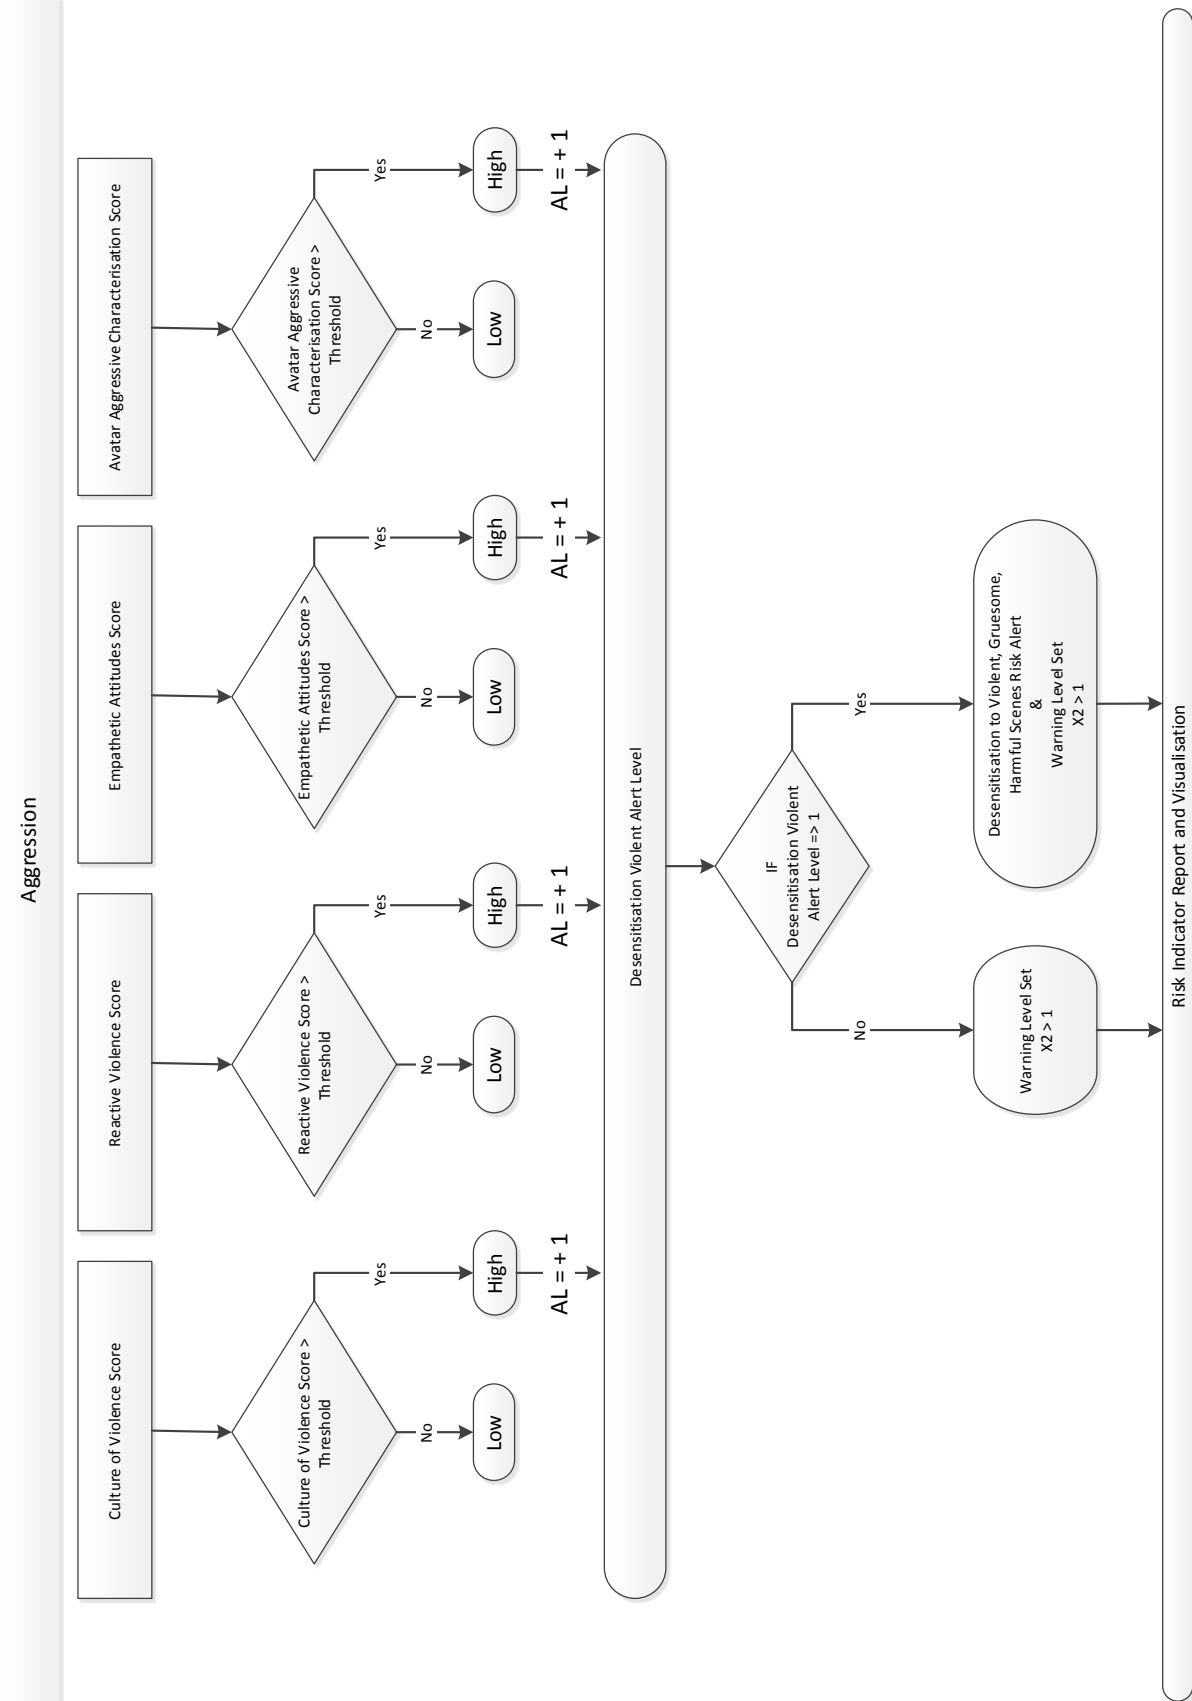 Aggression
Culture of Violence Score
Reactive Violence Score
Empathetic Attitudes Score
Avatar Aggressive Characterisation Score
Culture of Violence Score >
Threshold
Reactive Violence Score >
Threshold
Empathetic Attitudes Score >
Threshold
Avatar Aggressive
Characterisation Score >
Threshold
No
Yes
No
Yes
No
Yes
No
Yes
Low
High
Low
High
Low
High
Low
High
AL = + 1
AL = + 1
AL = + 1
AL = + 1
Desensitisation Violent Alert Level
IF
Desensitisation Violent
Alert Level => 1
No
Yes
Warning Level Set
X2 > 1
Desensitisation to Violent, Gruesome,
Harmful Scenes Risk Alert
&
Warning Level Set
X2 > 1
Risk Indicator Report and Visualisation